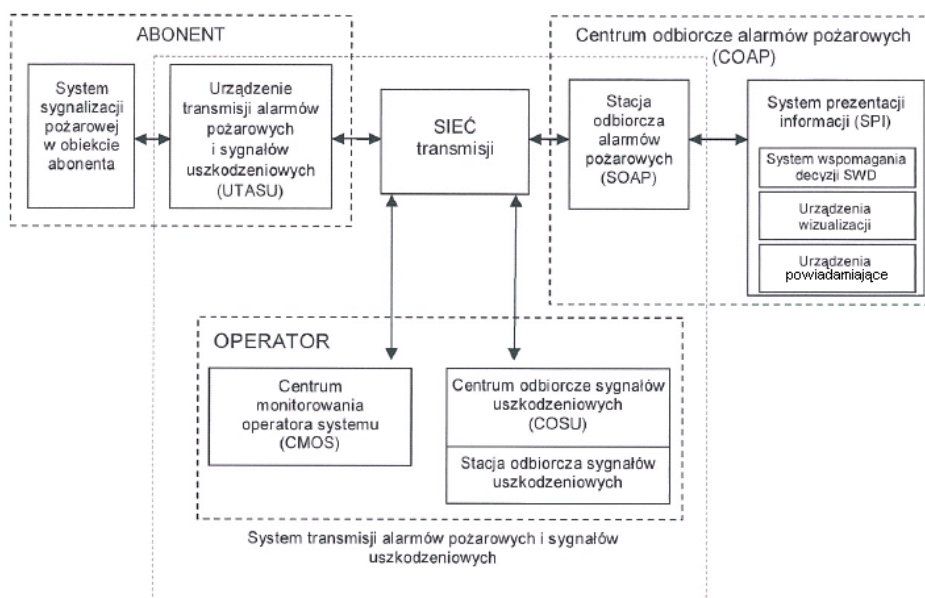 ABONENT
System
sygnalizacji
pożarowej
w obiekcie
abonenta
Urządzenie
transmisji alarmów
pożarowych
i sygnałów
uszkodzeniowych
(UTASU)
SIEĆ
transmisji
Centrum odbiorcze alarmów pożarowych
(COAP)
Stacja
odbiorcza
alarmów
pożarowych
(SOAP)
System prezentacji
informacji (SPI)
System wspomagania
decyzji SWD
Urządzenia
wizualizacji
Urządzenia
powiadamiające
OPERATOR
Centrum
monitorowania
operatora systemu
(CMOS)
Centrum odbiorcze sygnałów
uszkodzeniowych
(COSU)
Stacja odbiorcza sygnałów
uszkodzeniowych
System transmisji alarmów pożarowych i sygnałów
uszkodzeniowych